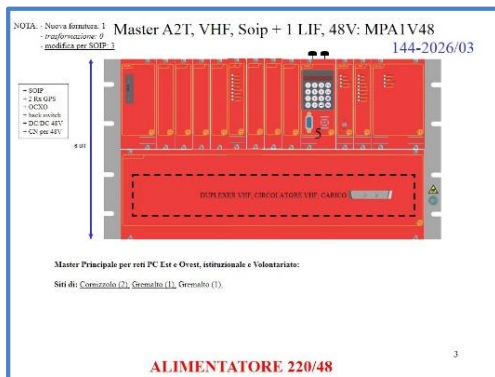 NOTA: - Nuova fornitura: 1
- trasformazione: 0
- modifica per SOIP: 3
Master A2T, VHF, Soip + 1 LIF, 48V: MPA1V48
144-2026/03
- SOIP
- 2 Rx GPS
- OCXO
- back switch
- DC/DC 48V
- GN per 48V
5
DUPLEXER VHF, CIRCOLATORE VHF, CARICO
Master Principale per reti PC Est e Ovest, istituzionale e Volontariato:
Siti di: Cornizzolo (2), Gremalto (1), Gremalto (1),
3
ALIMENTATORE 220/48